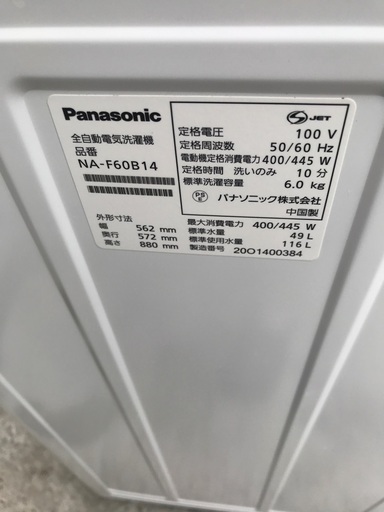 Panasonic
全自動電気洗濯機
品番
NA-F60B14
外形寸法
幅 562 mm
奥行 572 mm
高さ 880 mm
S JET
定格電圧 100 V
定格周波数 50/60 Hz
電動機定格消費電力 400/445 W
定格時間 洗いのみ 10 分
標準洗濯容量 6.0 kg
PS E パナソニック株式会社
中国製
最大消費電力 400/445 W
標準水量 49 L
標準使用水量 116 L
製造番号 20O1400384